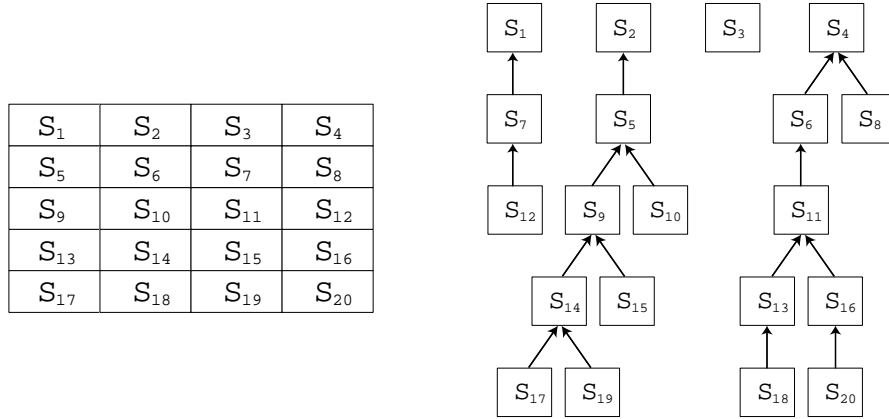 S₁ S₂ S₃ S₄
S₅ S₆ S₇ S₈
S₉ S₁₀ S₁₁ S₁₂
S₁₃ S₁₄ S₁₅ S₁₆
S₁₇ S₁₈ S₁₉ S₂₀
S₁ S₂ S₃ S₄
S₇ S₅ S₆ S₈
S₁₂ S₉ S₁₀ S₁₁
S₁₄ S₁₅ S₁₃ S₁₆
S₁₇ S₁₉ S₁₈ S₂₀